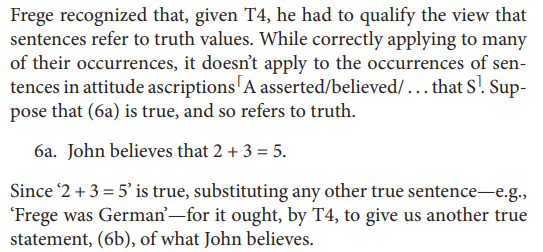 Frege recognized that, given T4, he had to qualify the view that
sentences refer to truth values. While correctly applying to many
of their occurrences, it doesn’t apply to the occurrences of sen-
tences in attitude ascriptions ⌜A asserted/believed/ . . . that S⌝. Sup-
pose that (6a) is true, and so refers to truth.
6a. John believes that 2 + 3 = 5.
Since ‘2 + 3 = 5’ is true, substituting any other true sentence—e.g.,
‘Frege was German’—for it ought, by T4, to give us another true
statement, (6b), of what John believes.